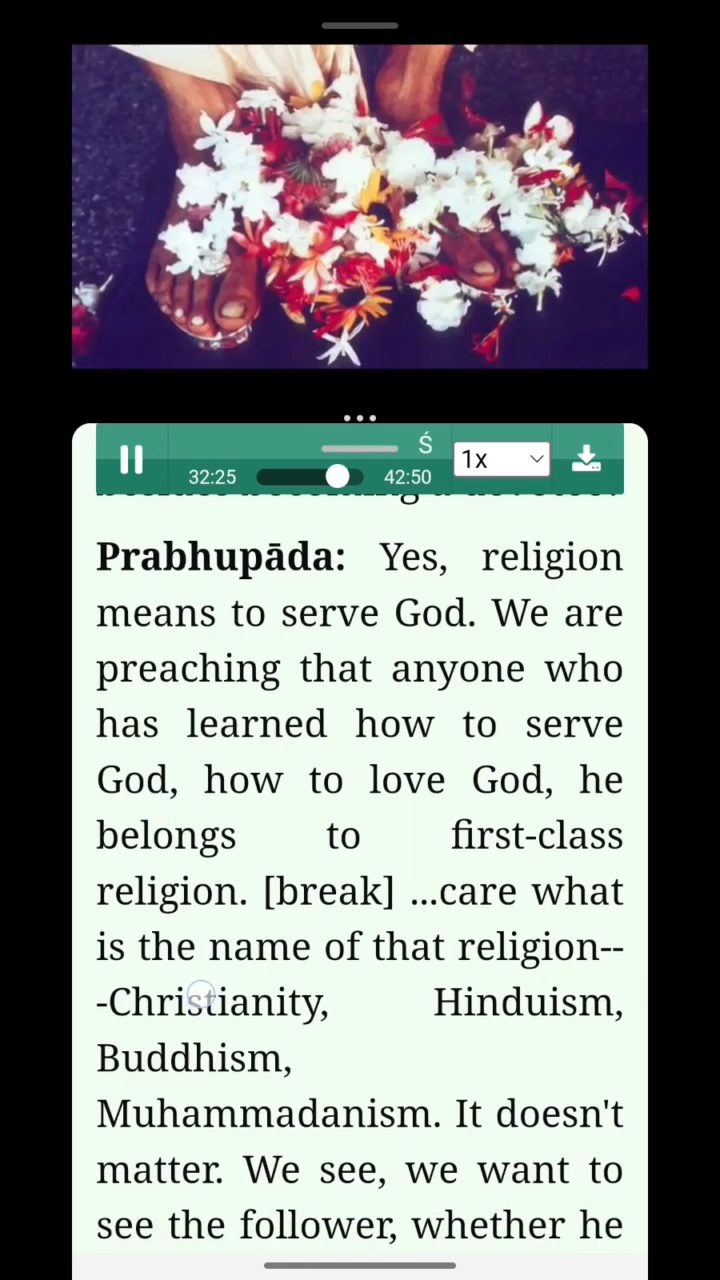 Ś
1x
32:25
42:50
Prabhupāda: Yes, religion
means to serve God. We are
preaching that anyone who
has learned how to serve
God, how to love God, he
belongs to first-class
religion. [break] ...care what
is the name of that religion--
-Christianity, Hinduism,
Buddhism,
Muhammadanism. It doesn't
matter. We see, we want to
see the follower, whether he